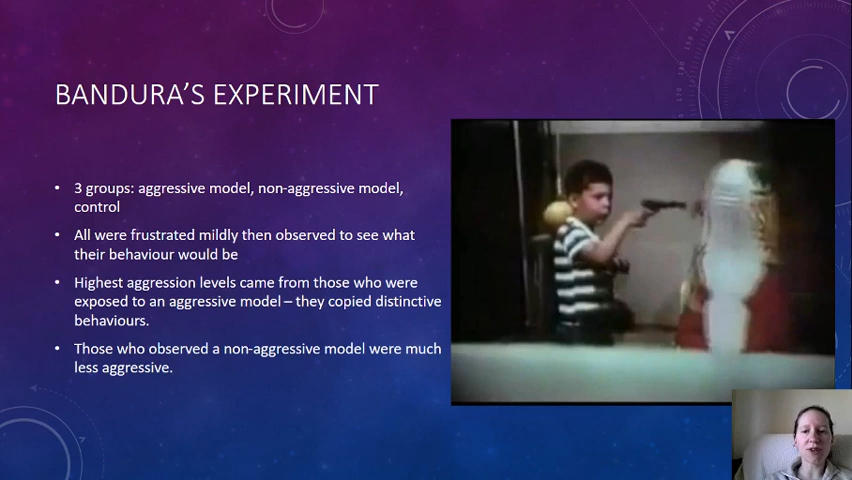 BANDURA'S EXPERIMENT
• 3 groups: aggressive model, non-aggressive model,
control
• All were frustrated mildly then observed to see what
their behaviour would be
• Highest aggression levels came from those who were
exposed to an aggressive model – they copied distinctive
behaviours.
• Those who observed a non-aggressive model were much
less aggressive.